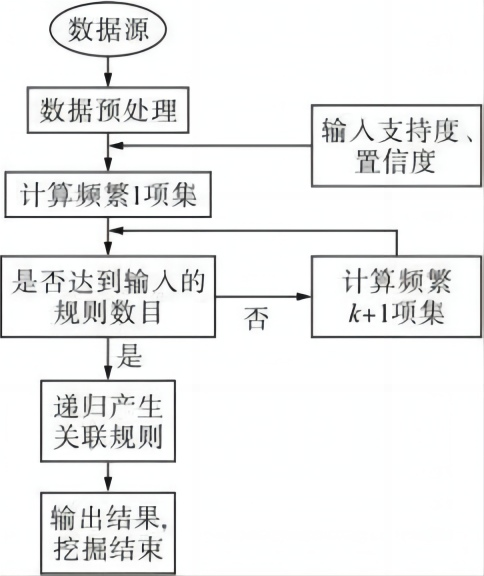 数据源
数据预处理
输入支持度、
置信度
计算频繁1项集
是否达到输入的
规则数目
否
计算频繁
k+1项集
是
递归产生
关联规则
输出结果,
挖掘结束